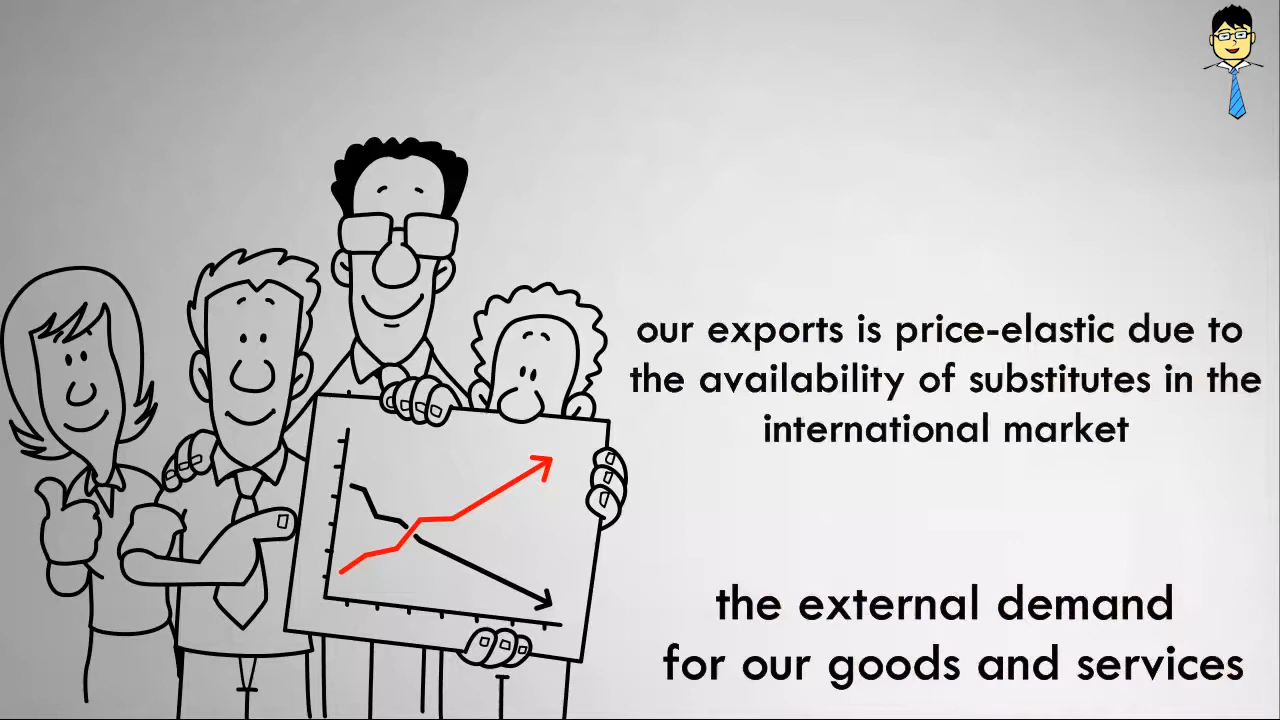 our exports is price-elastic due to
the availability of substitutes in the
international market
the external demand
for our goods and services